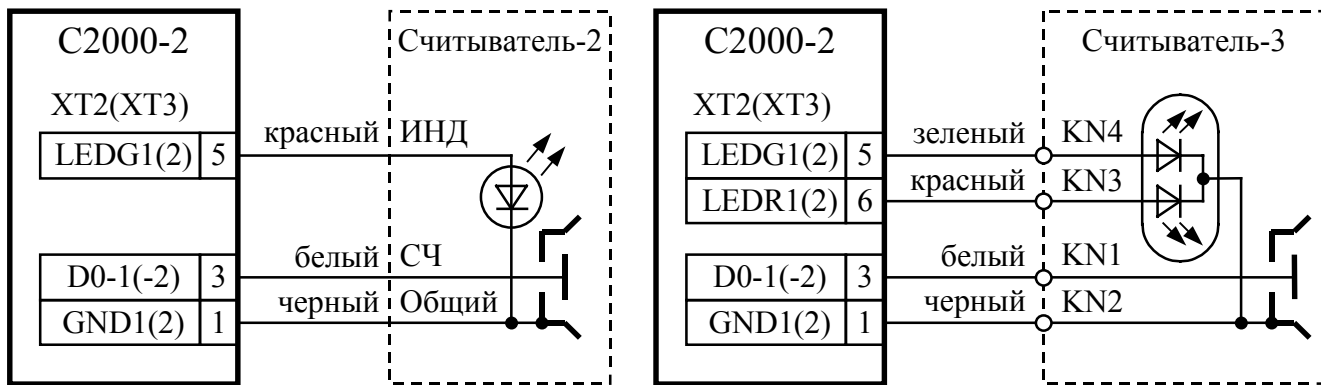 С2000-2
Считыватель-2
XT2(XT3)
красный ИНД
LEDG1(2) 5
белый СЧ
D0-1(-2) 3
черный Общий
GND1(2) 1
С2000-2
Считыватель-3
XT2(XT3)
зеленый KN4
LEDG1(2) 5
красный KN3
LEDR1(2) 6
белый KN1
D0-1(-2) 3
черный KN2
GND1(2) 1